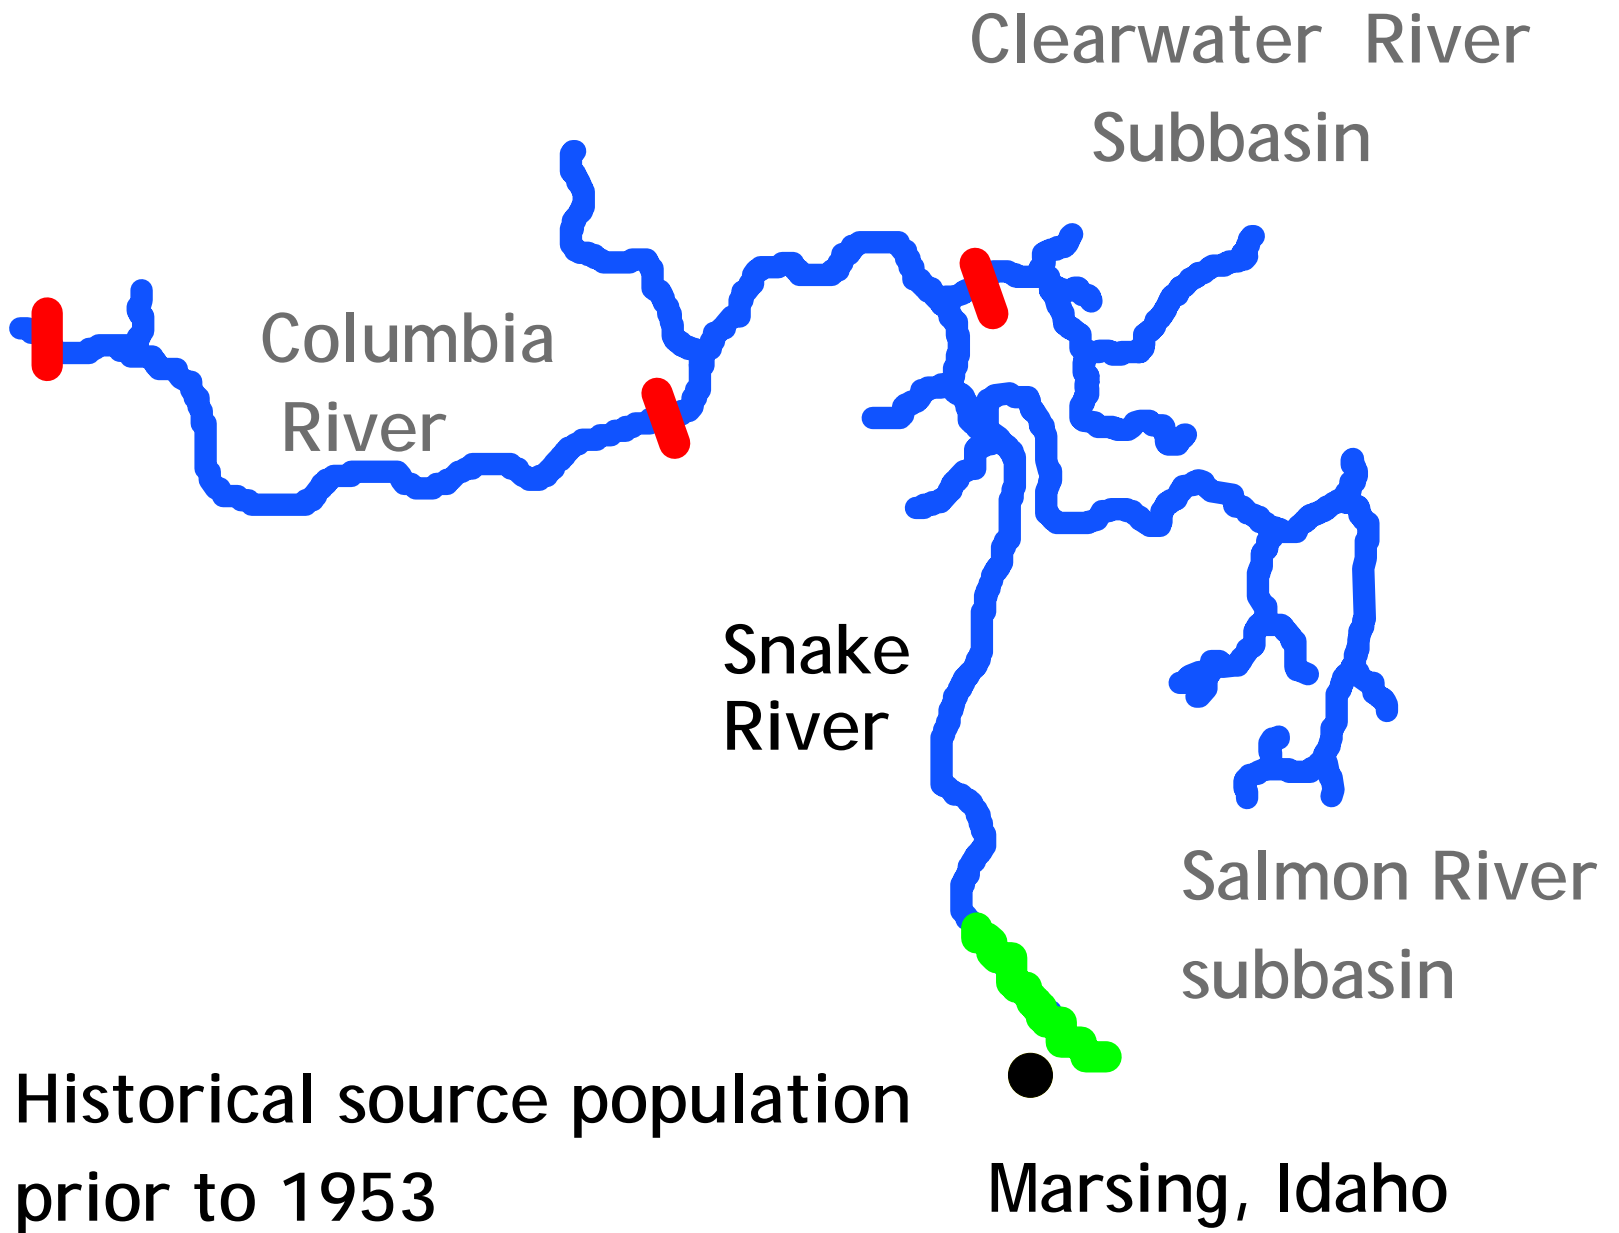 Clearwater River
Subbasin
Columbia
River
Snake
River
Salmon River
subbasin
Historical source population
prior to 1953
Marsing, Idaho